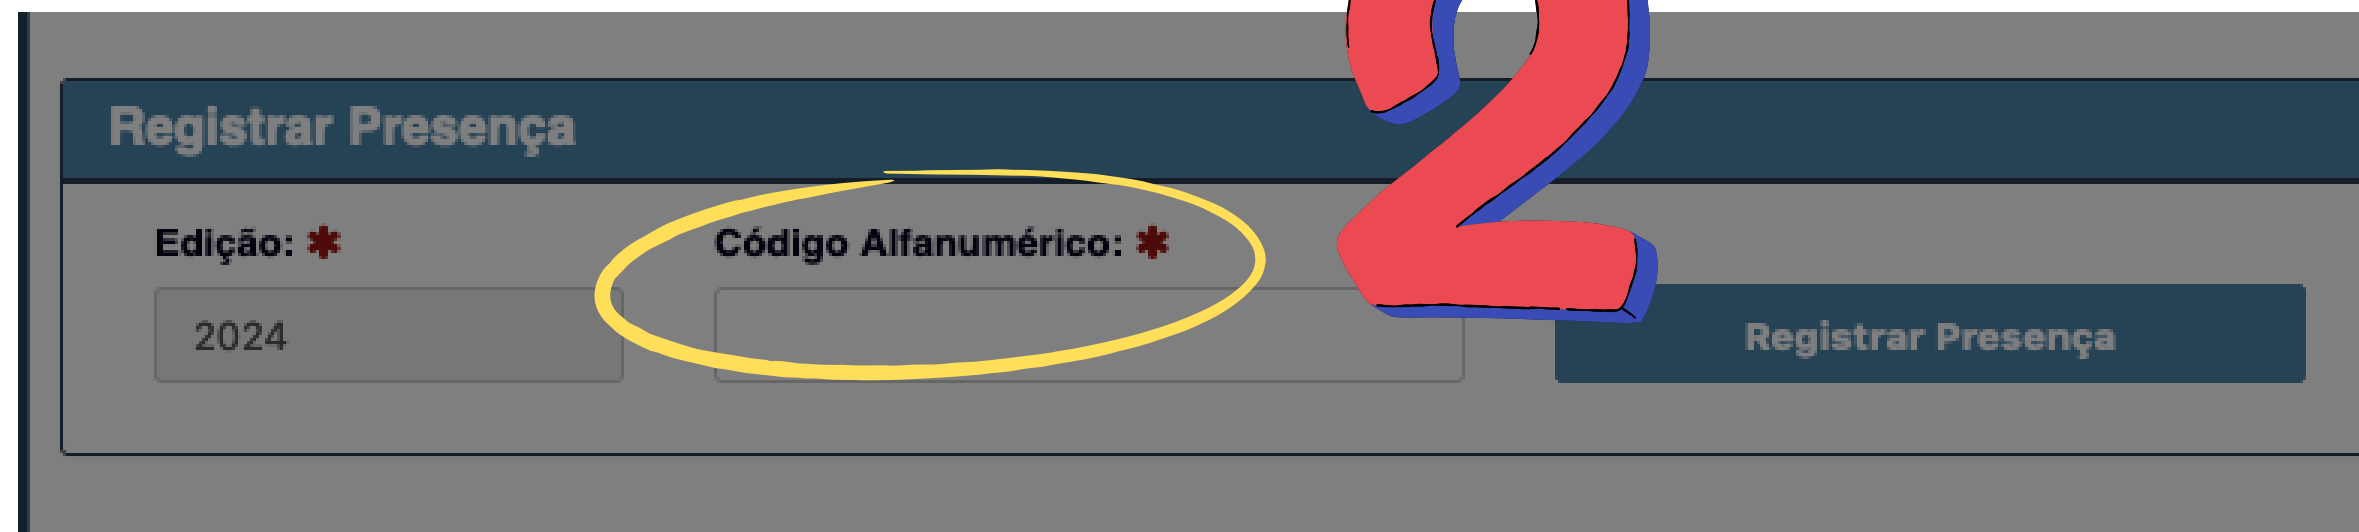 2
Registrar Presença
Edição: *
Código Alfanumérico: *
2024
Registrar Presença